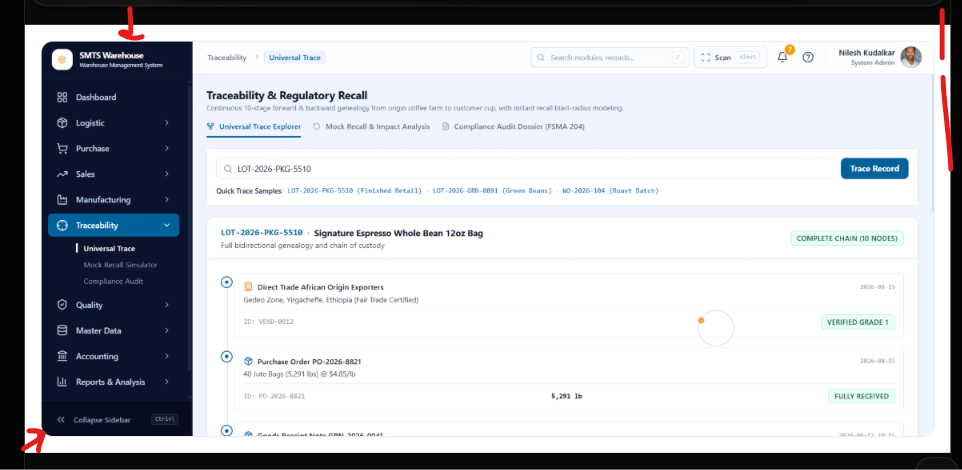 SMTS Warehouse
Warehouse Management System
Dashboard
Logistic
Purchase
Sales
Manufacturing
Traceability
Universal Trace
Mock Recall Simulator
Compliance Audit
Quality
Master Data
Accounting
Reports & Analysis
Collapse Sidebar
Ctrl+\
Traceability > Universal Trace
Search modules, records...
/
Scan
Alt+S
7
Nilesh Kudalkar
System Admin
Traceability & Regulatory Recall
Continuous 10-stage forward & backward genealogy from origin coffee farm to customer cup, with instant recall blast-radius modeling.
Universal Trace Explorer
Mock Recall & Impact Analysis
Compliance Audit Dossier (FSMA 204)
LOT-2026-PKG-5510
Trace Record
Quick Trace Samples: LOT-2026-PKG-5510 (Finished Retail) · LOT-2026-GRN-0891 (Green Beans) · WO-2026-104 (Roast Batch)
LOT-2026-PKG-5510 · Signature Espresso Whole Bean 12oz Bag
Full bidirectional genealogy and chain of custody
COMPLETE CHAIN (10 NODES)
Direct Trade African Origin Exporters
2026-08-15
Gedeo Zone, Yirgacheffe, Ethiopia (Fair Trade Certified)
ID: VEND-0012
VERIFIED GRADE 1
Purchase Order PO-2026-8821
2026-08-15
40 Jute Bags (5,291 lbs) @ $4.85/lb
ID: PO-2026-8821
5,291 lb
FULLY RECEIVED
Goods Receipt Note GRN-2026-0041